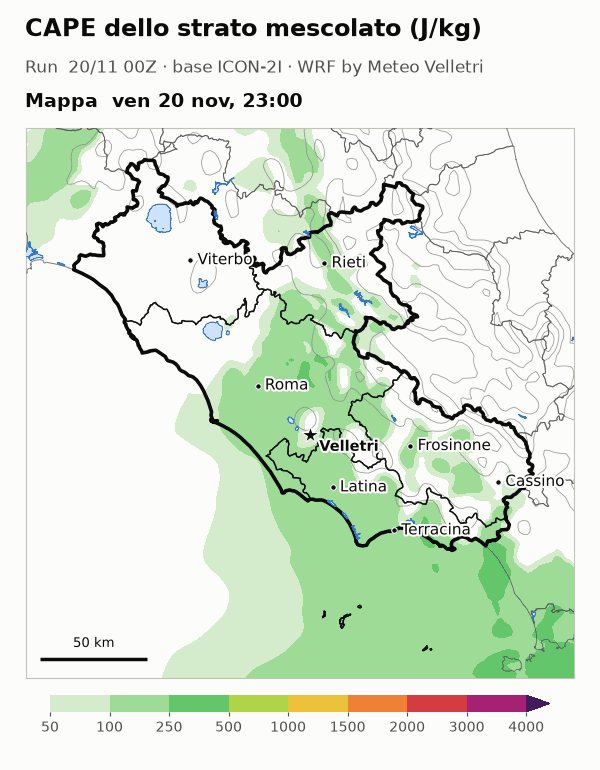 CAPE dello strato mescolato (J/kg)
Run  20/11 00Z · base ICON-2I · WRF by Meteo Velletri
Mappa  ven 20 nov, 23:00
Viterbo
Rieti
Roma
Velletri
Frosinone
Latina
Cassino
Terracina
50 km
50 100 250 500 1000 1500 2000 3000 4000